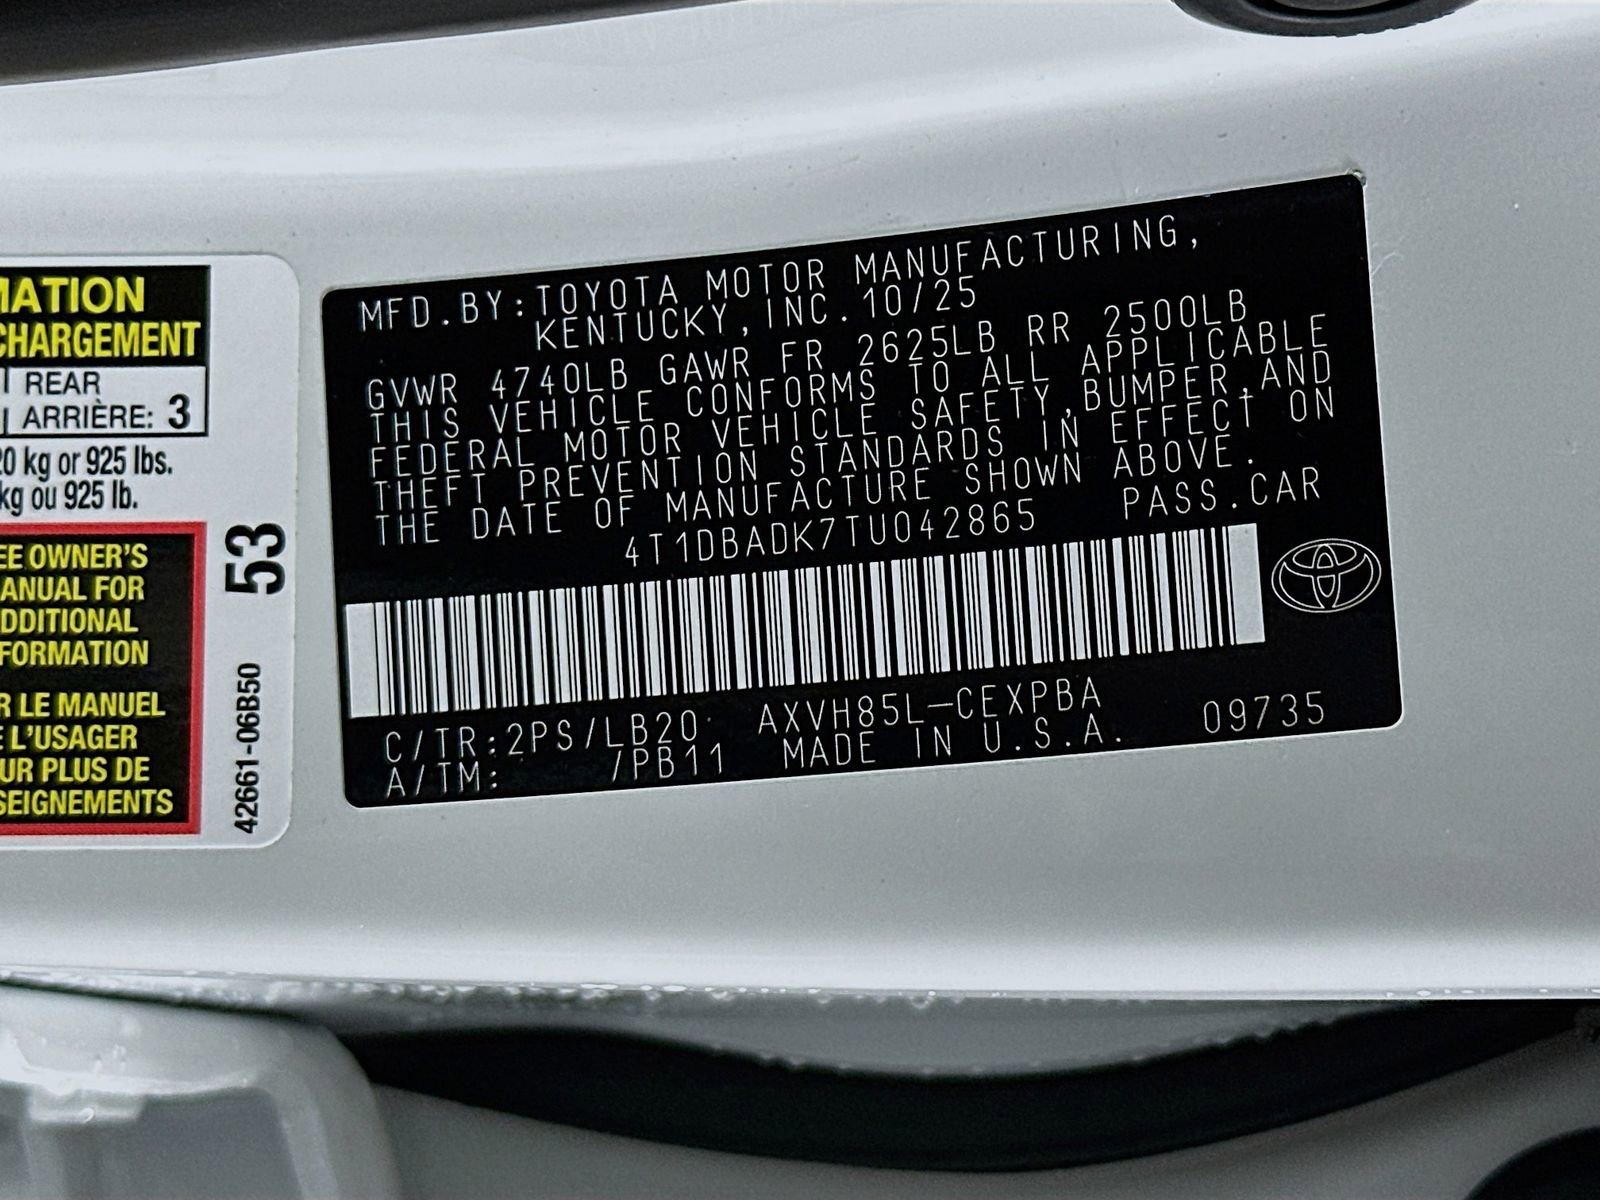 MATION
CHARGEMENT
REAR
ARRIÈRE: 3
20 kg or 925 lbs.
kg ou 925 lb.
EE OWNER'S
ANUAL FOR
DDITIONAL
FORMATION
R LE MANUEL
E L'USAGER
UR PLUS DE
SEIGNEMENTS
53
42661-06B50
MFD.BY:TOYOTA MOTOR MANUFACTURING,
KENTUCKY,INC.10/25
GVWR 4740LB GAWR FR 2625LB RR 2500LB
THIS VEHICLE CONFORMS TO ALL APPLICABLE
FEDERAL MOTOR VEHICLE SAFETY,BUMPER,AND
THEFT PREVENTION STANDARDS IN EFFECT ON
THE DATE OF MANUFACTURE SHOWN ABOVE.
4T1DBADK7TU042865 PASS.CAR
C/TR:2PS/LB20 AXVH85L-CEXPBA 09735
A/TM: /PB11 MADE IN U.S.A.